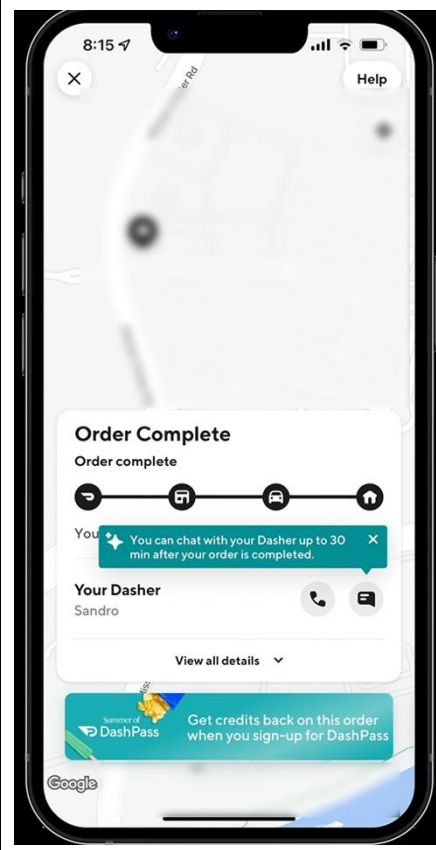 8:15
er Rd
Help
Order Complete
Order complete
You
You can chat with your Dasher up to 30
min after your order is completed.
Your Dasher
Sandro
View all details
Summer of
DashPass
Get credits back on this order
when you sign-up for DashPass
Google